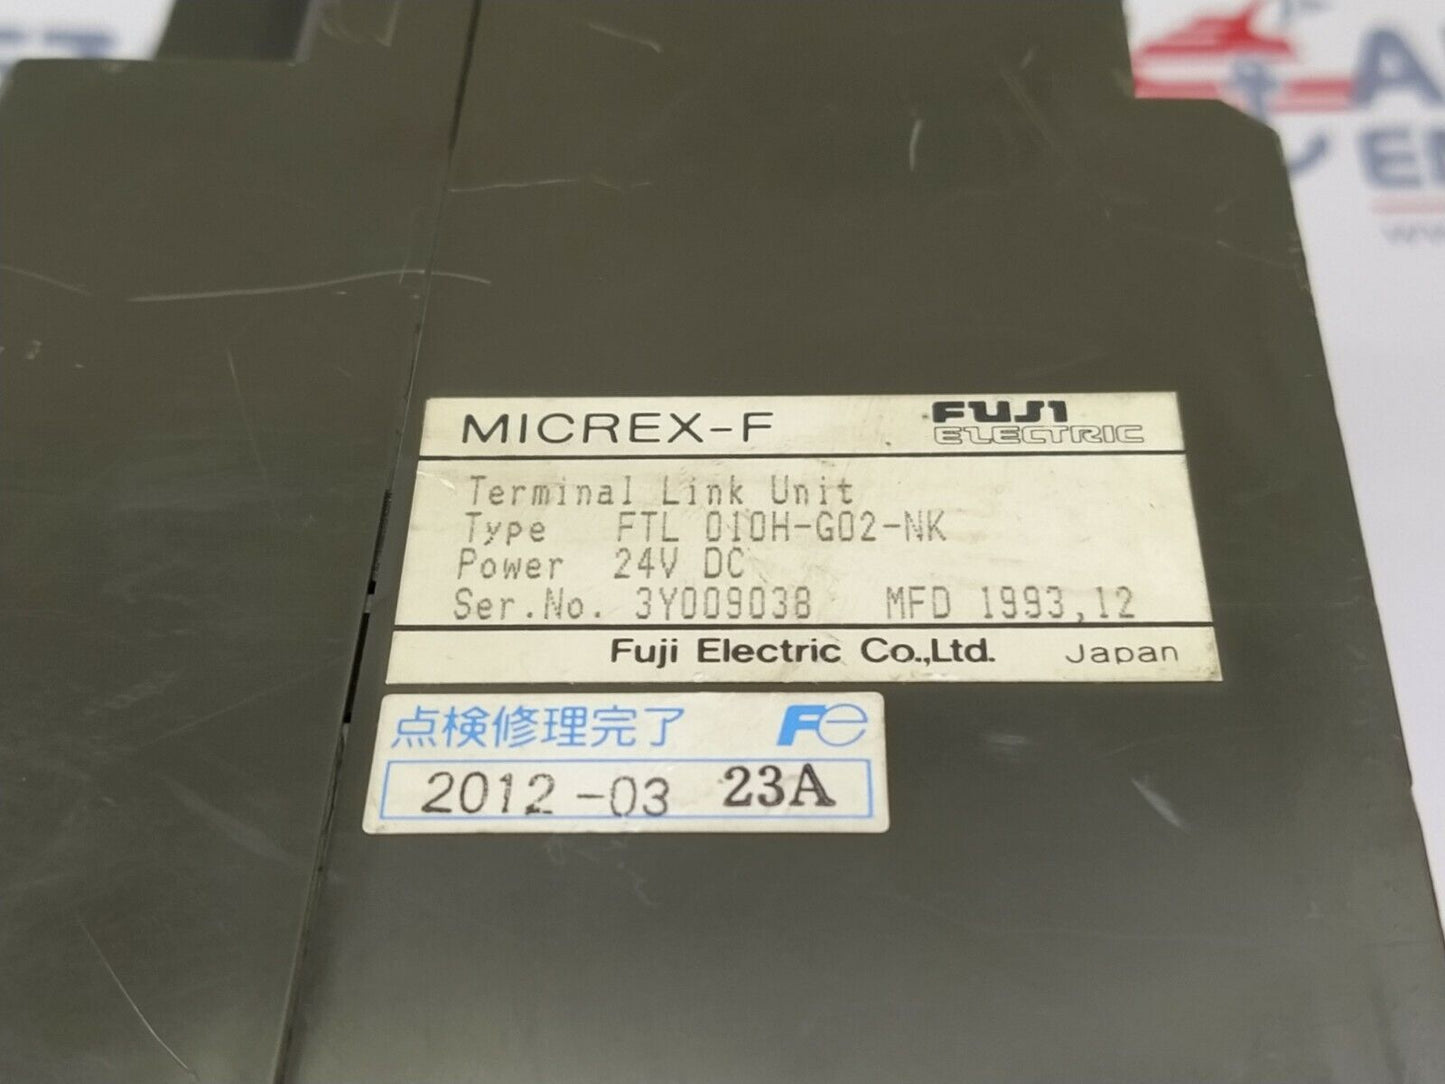 MICREX-F FUJI ELECTRIC
Terminal Link Unit
Type FTL 010H-G02-NK
Power 24V DC
Ser.No. 3Y009038 MFD 1993,12
Fuji Electric Co.,Ltd. Japan
点検修理完了 Fe
2012-03 23A